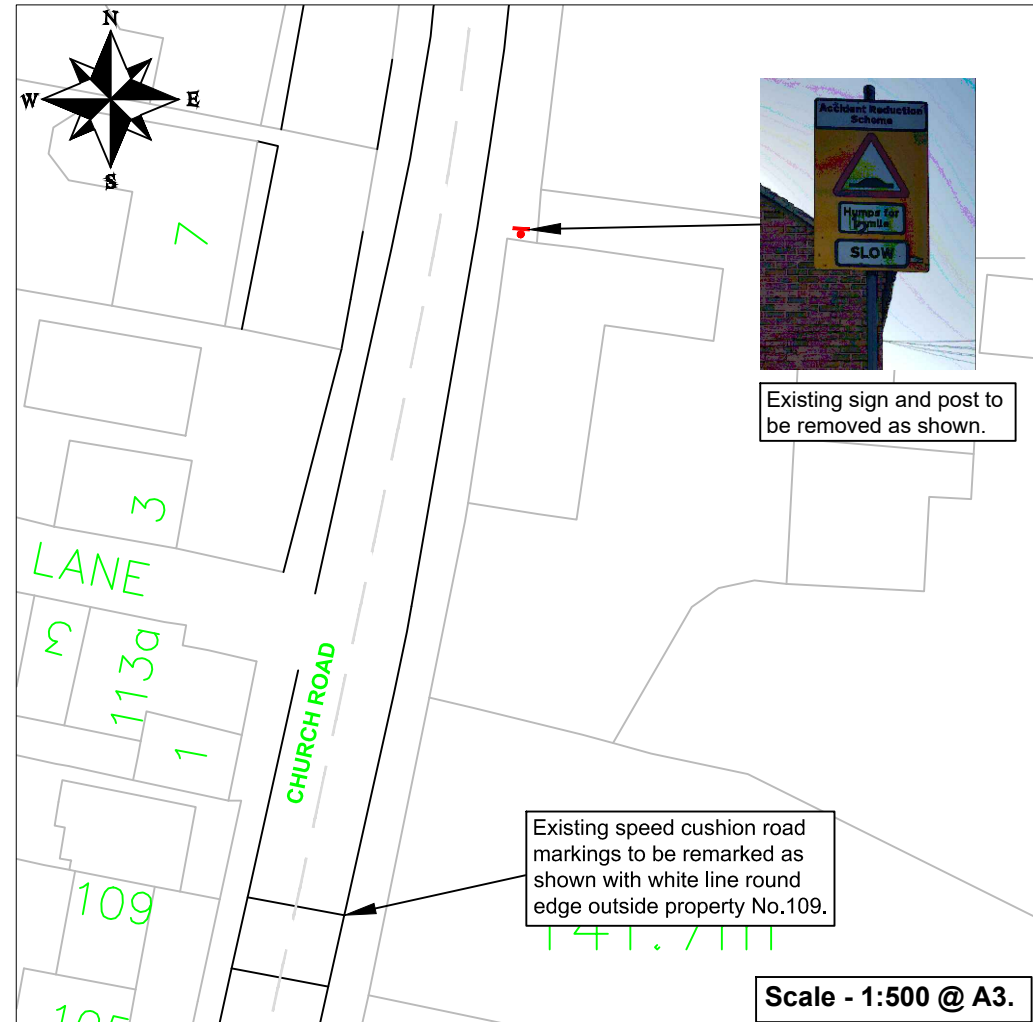 N
W
E
S
Accident Reduction
Scheme
Humps for
SLOW
7
Existing sign and post to
be removed as shown.
3
LANE
3
113a
1
CHURCH ROAD
Existing speed cushion road
markings to be remarked as
shown with white line round
edge outside property No.109.
109
Scale - 1:500 @ A3.